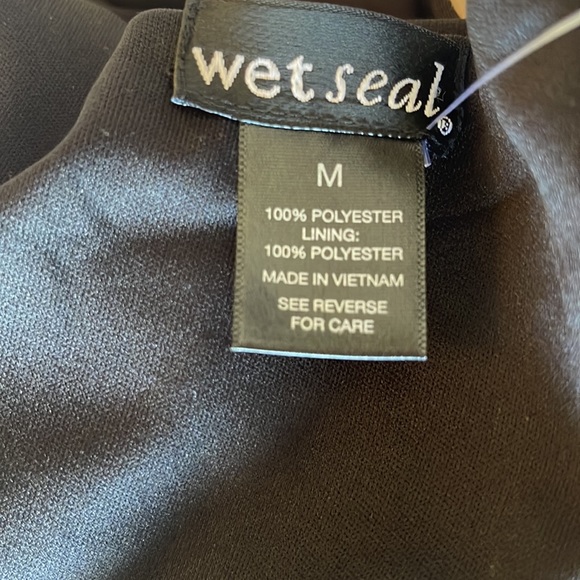 wet seal®
M
100% POLYESTER
LINING:
100% POLYESTER
MADE IN VIETNAM
SEE REVERSE
FOR CARE